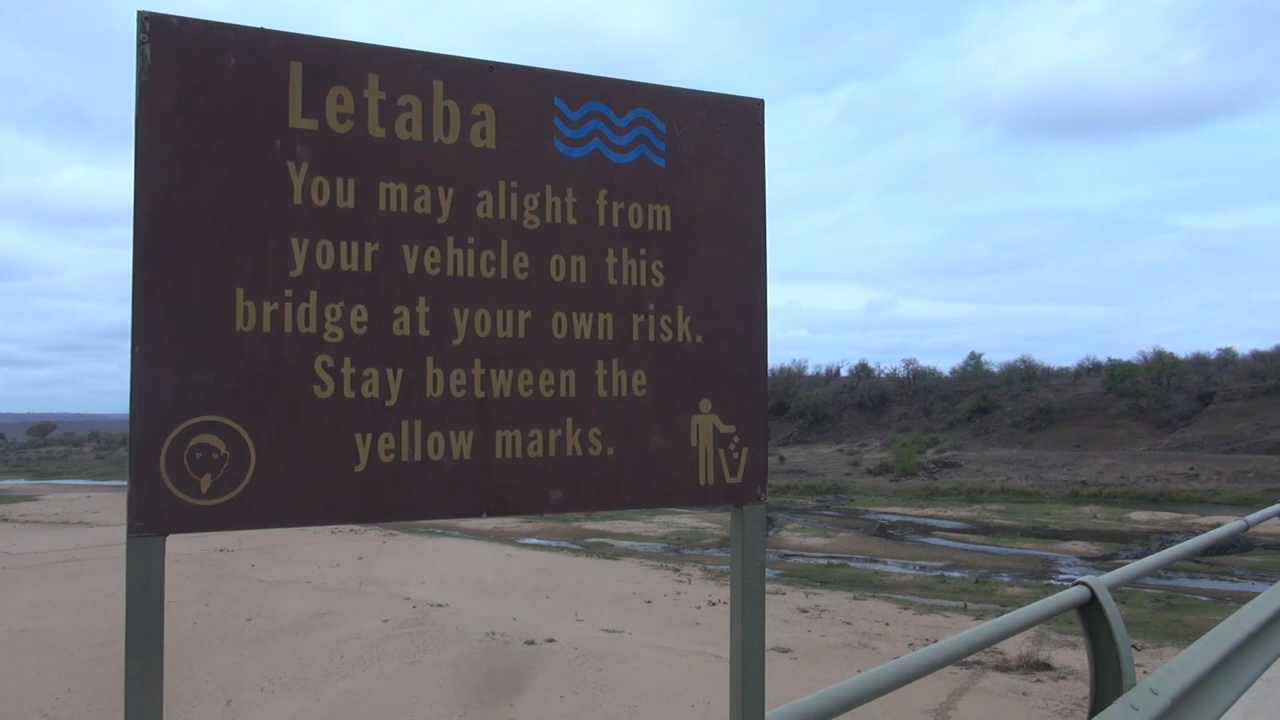 Letaba
You may alight from
your vehicle on this
bridge at your own risk.
Stay between the
yellow marks.